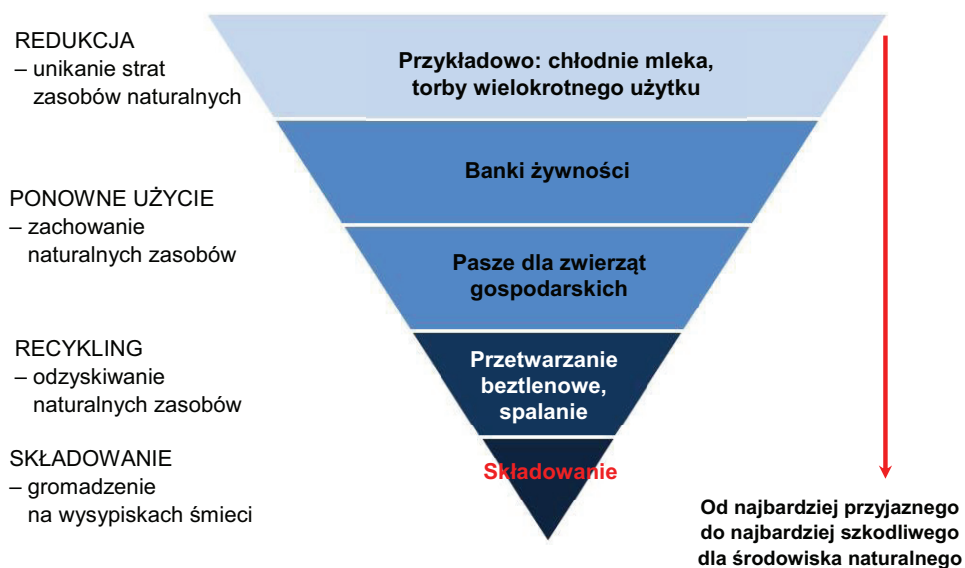 REDUKCJA
– unikanie strat
zasobów naturalnych
Przykładowo: chłodnie mleka,
torby wielokrotnego użytku
Banki żywności
PONOWNE UŻYCIE
– zachowanie
naturalnych zasobów
Pasze dla zwierząt
gospodarskich
RECYKLING
– odzyskiwanie
naturalnych zasobów
Przetwarzanie
beztlenowe,
spalanie
SKŁADOWANIE
– gromadzenie
na wysypiskach śmieci
Składowanie
Od najbardziej przyjaznego
do najbardziej szkodliwego
dla środowiska naturalnego